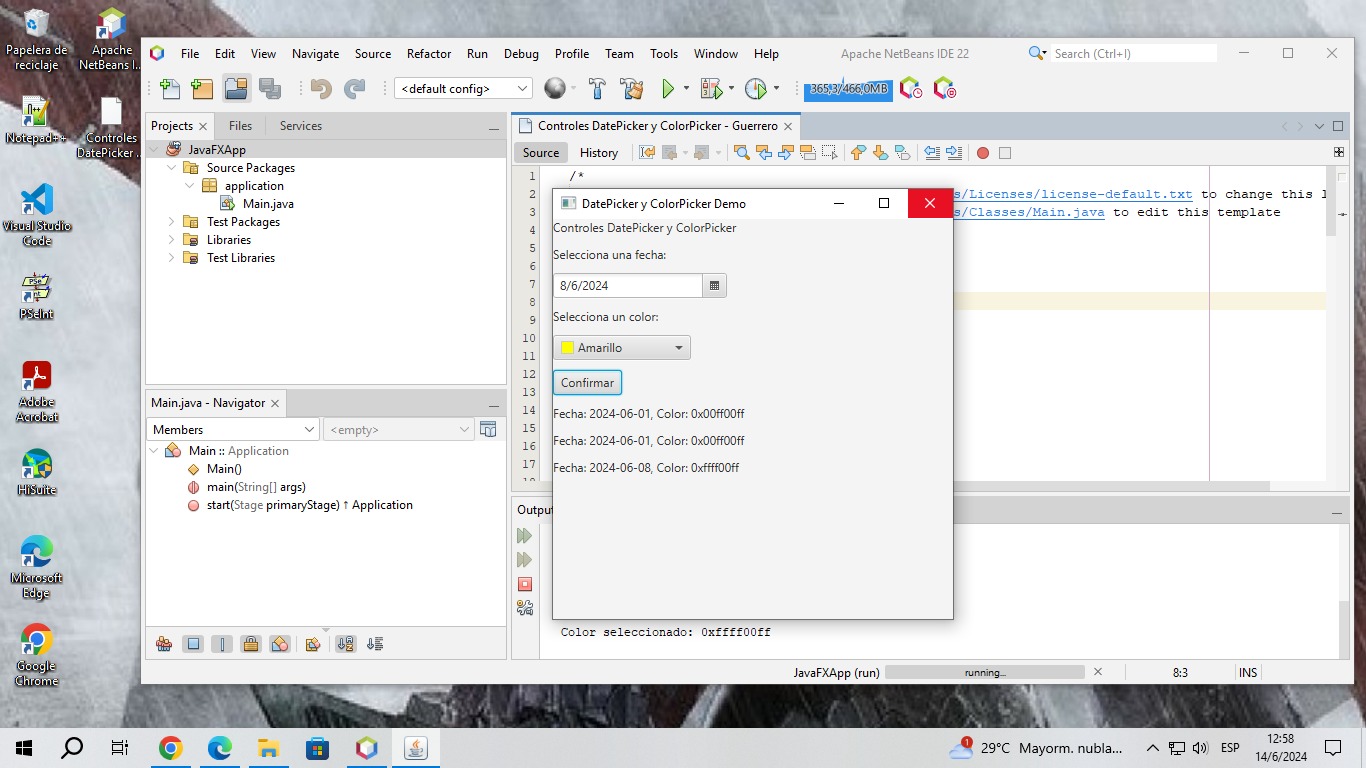 Papelera de
reciclaje
Apache
NetBeans I...
Notepad++
Controles
DatePicker ...
Visual Studio
Code
PSeInt
Adobe
Acrobat
HiSuite
Microsoft
Edge
Google
Chrome
File Edit View Navigate Source Refactor Run Debug Profile Team Tools Window Help
Apache NetBeans IDE 22
Search (Ctrl+I)
<default config>
365,3/466,0MB
Projects Files Services
JavaFXApp
Source Packages
application
Main.java
Test Packages
Libraries
Test Libraries
Main.java - Navigator
Members <empty>
Main :: Application
Main()
main(String[] args)
start(Stage primaryStage) ↑ Application
Controles DatePicker y ColorPicker - Guerrero
Source History
1 /*
2 s/Licenses/license-default.txt to change this l
3 s/Classes/Main.java to edit this template
4
5
6
7
8
9
10
11
12
13
14
15
16
17
DatePicker y ColorPicker Demo
Controles DatePicker y ColorPicker
Selecciona una fecha:
8/6/2024
Selecciona un color:
Amarillo
Confirmar
Fecha: 2024-06-01, Color: 0x00ff00ff
Fecha: 2024-06-01, Color: 0x00ff00ff
Fecha: 2024-06-08, Color: 0xffff00ff
Output
Color seleccionado: 0xffff00ff
JavaFXApp (run) running... 8:3 INS
1
29°C Mayorm. nubla... ESP
12:58
14/6/2024